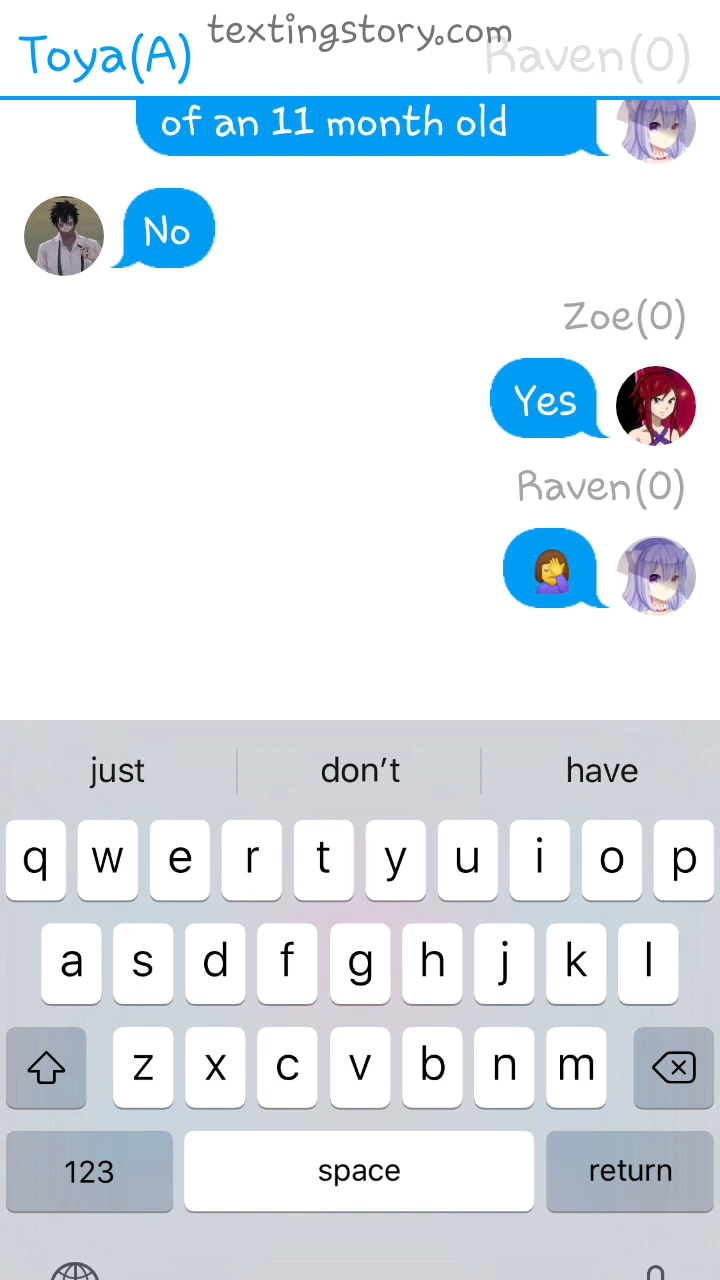 textingstory.com
Toya(A)
Raven(0)
of an 11 month old
No
Zoe(0)
Yes
Raven(0)
just don't have
q w e r t y u i o p
a s d f g h j k l
z x c v b n m
123 space return